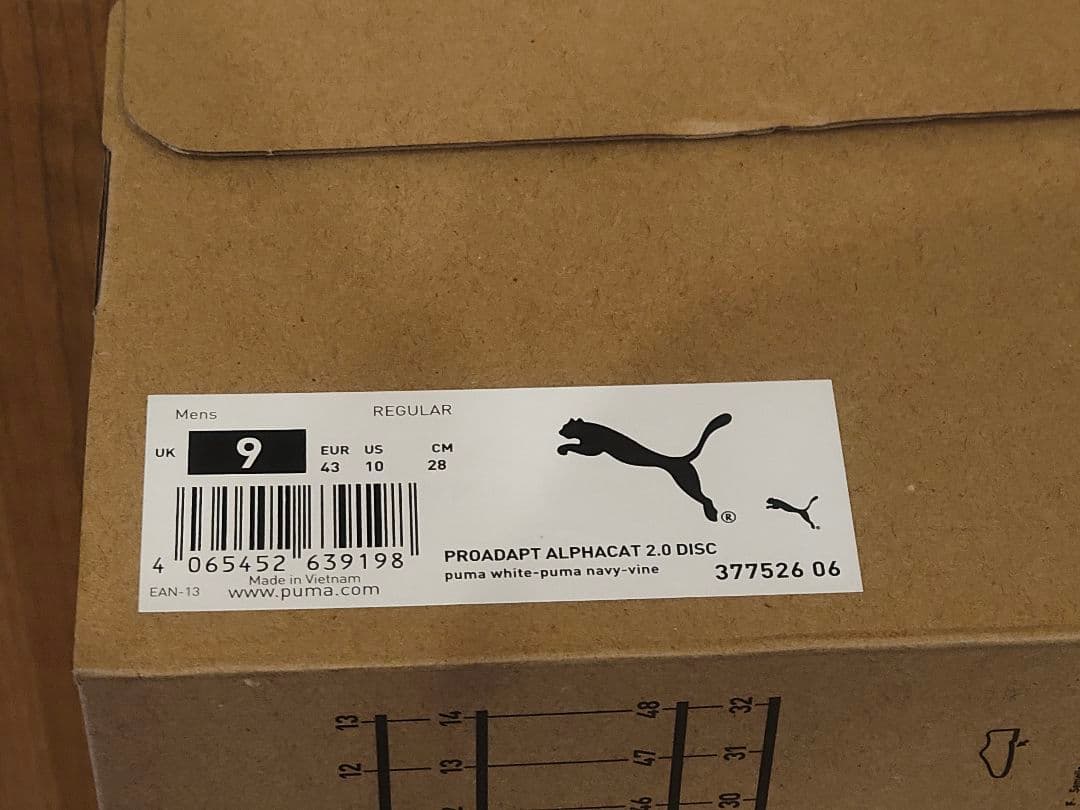 Mens REGULAR
UK 9 EUR US CM
43 10 28
4 065452 639198
Made in Vietnam
EAN-13 www.puma.com
PROADAPT ALPHACAT 2.0 DISC
puma white-puma navy-vine 377526 06
®
13 14 48 32
12 13 47 31
30